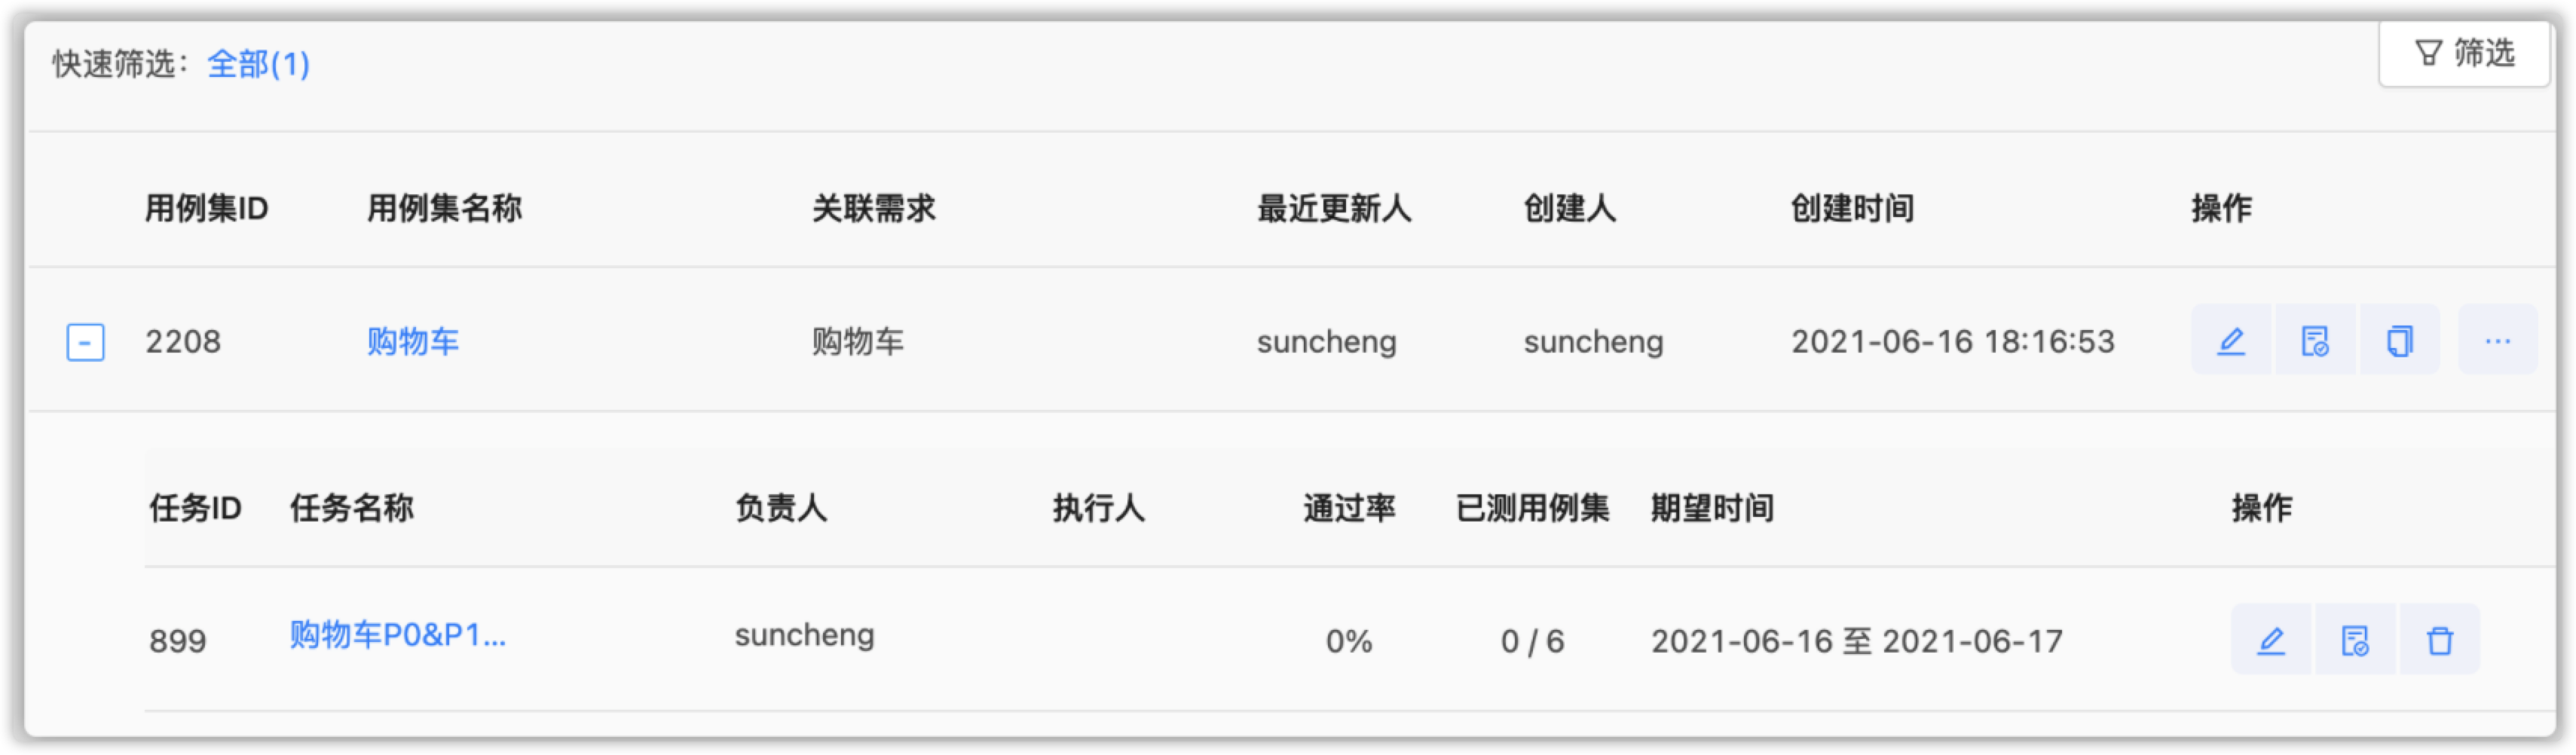 快速筛选： 全部(1) 筛选
用例集ID 用例集名称 关联需求 最近更新人 创建人 创建时间 操作
2208 购物车 购物车 suncheng suncheng 2021-06-16 18:16:53 ...
任务ID 任务名称 负责人 执行人 通过率 已测用例集 期望时间 操作
899 购物车P0&P1... suncheng 0% 0 / 6 2021-06-16 至 2021-06-17